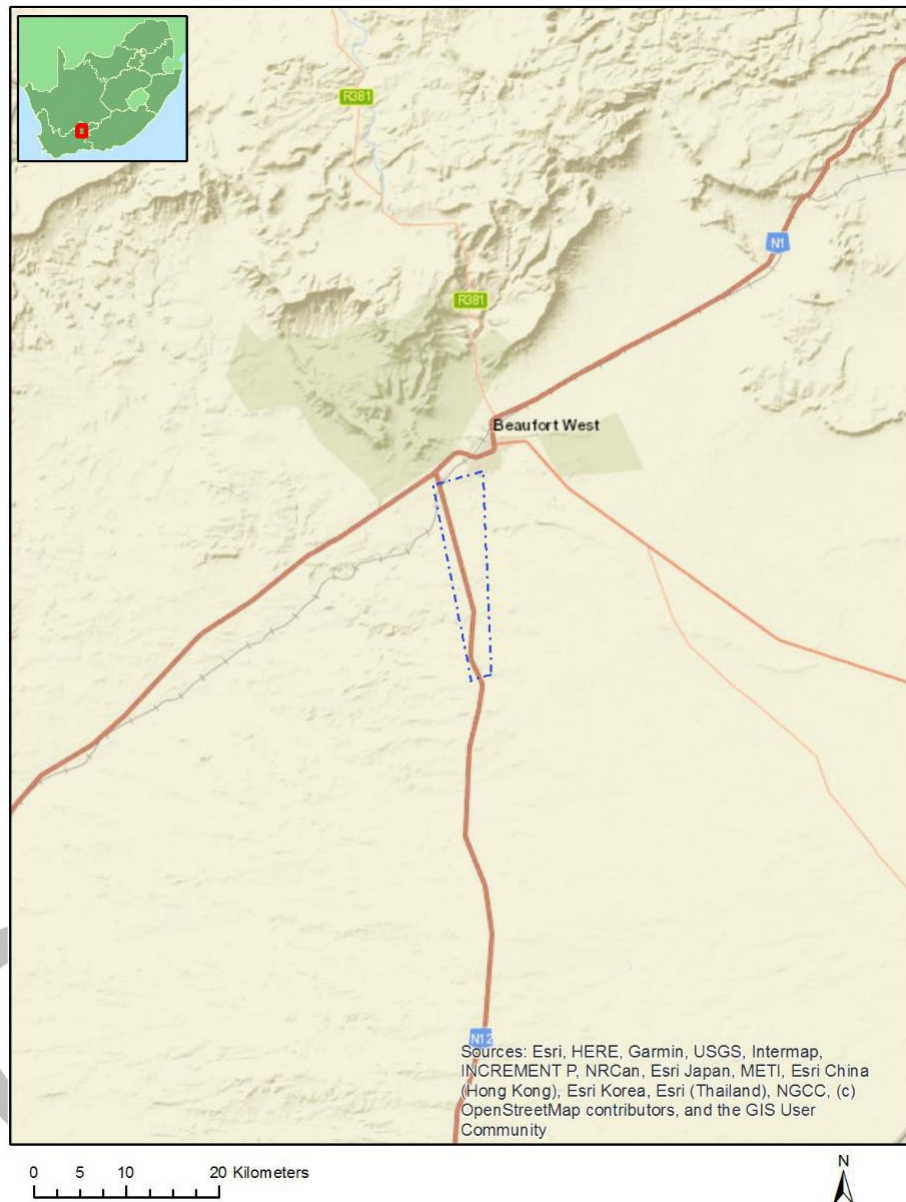 R381
N1
R381
Beaufort West
N12
Sources: Esri, HERE, Garmin, USGS, Intermap,
INCREMENT P, NRCan, Esri Japan, METI, Esri China
(Hong Kong), Esri Korea, Esri (Thailand), NGCC, (c)
OpenStreetMap contributors, and the GIS User
Community
0 5 10 20 Kilometers
N